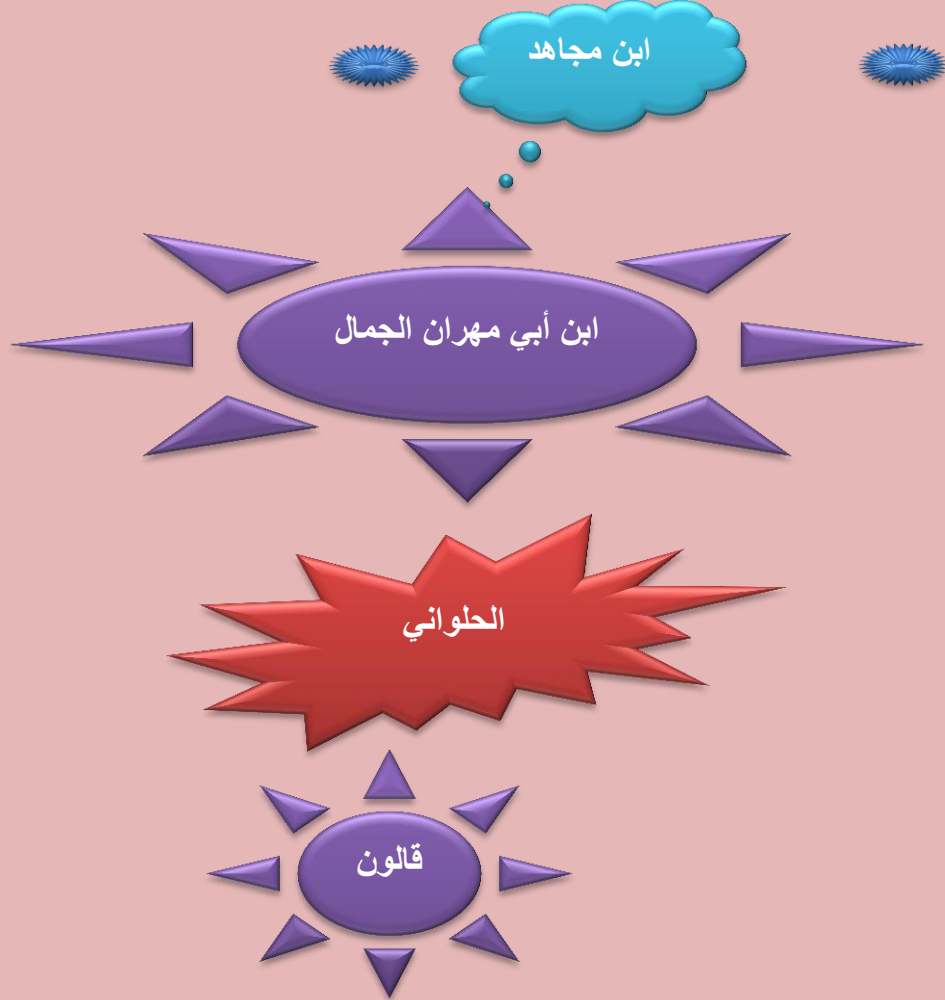 ابن مجاهد
ابن أبي مهران الجمال
الحلواني
قالون